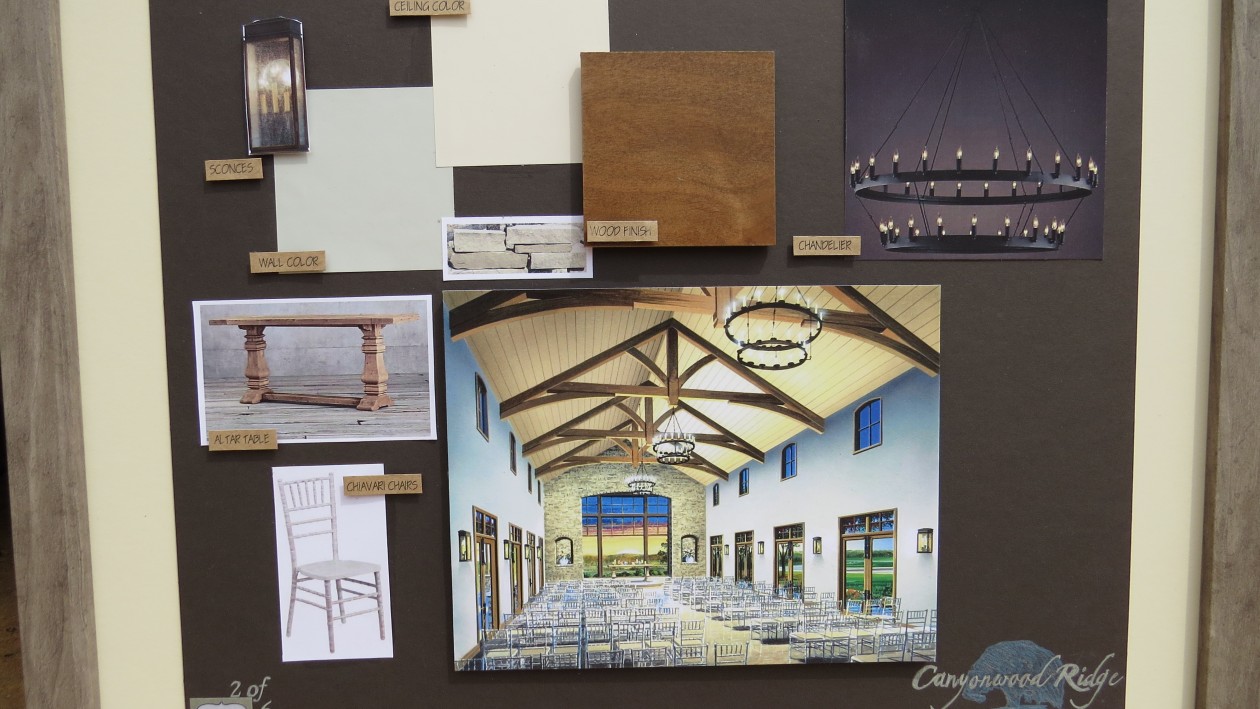 CEILING COLOR
SCONCES
WALL COLOR
WOOD FINISH
CHANDELIER
ALTAR TABLE
CHIAVARI CHAIRS
2 of
Canyonwood Ridge